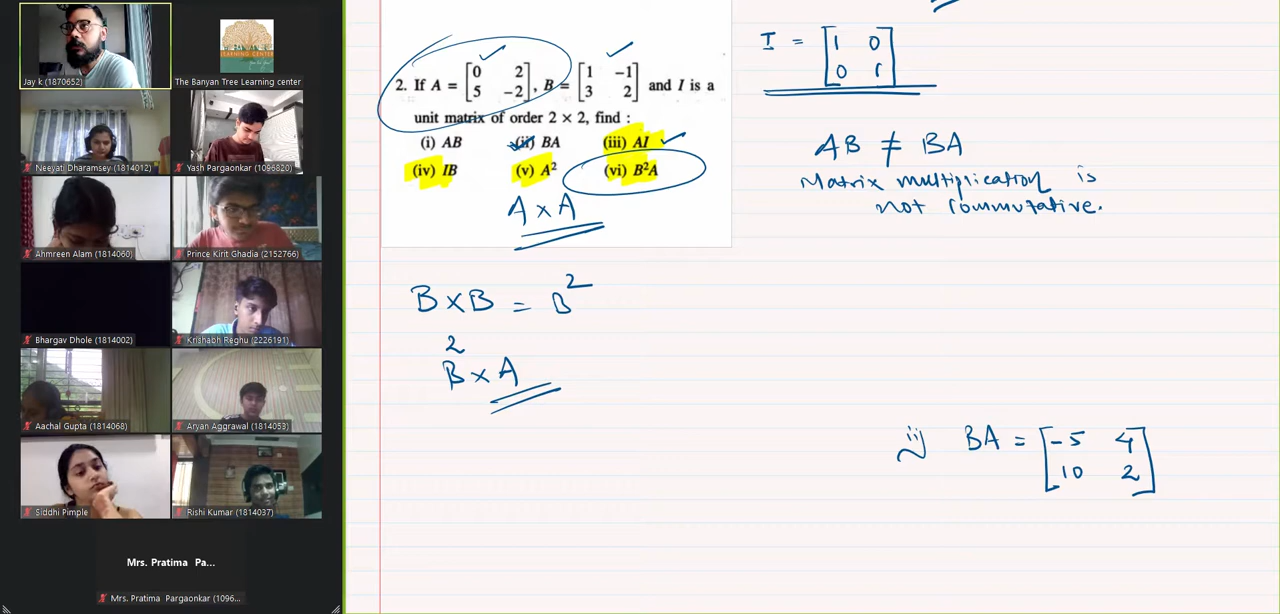 LEARNING CENTER
Jay k (1870652)
The Banyan Tree Learning center
Neeyati Dharamsey (1814012)
Yash Pargaonkar (1096820)
Ahmreen Alam (1814060)
Prince Kirit Ghadia (2152766)
Bhargav Dhole (1814002)
Krishabh Reghu (2226191)
Aachal Gupta (1814068)
Aryan Aggrawal (1814053)
Siddhi Pimple
Rishi Kumar (1814037)
Mrs. Pratima Pa...
Mrs. Pratima Pargaonkar (1096...
2. If A = [0 2
5 -2], B = [1 -1
3 2] and I is a
unit matrix of order 2 × 2, find :
(i) AB (ii) BA (iii) AI
(iv) IB (v) A² (vi) B²A
A × A
B × B = B²
B² × A
I = [1 0
0 1]
AB ≠ BA
Matrix multiplication is
not commutative.
ii) BA = [-5 4
10 2]